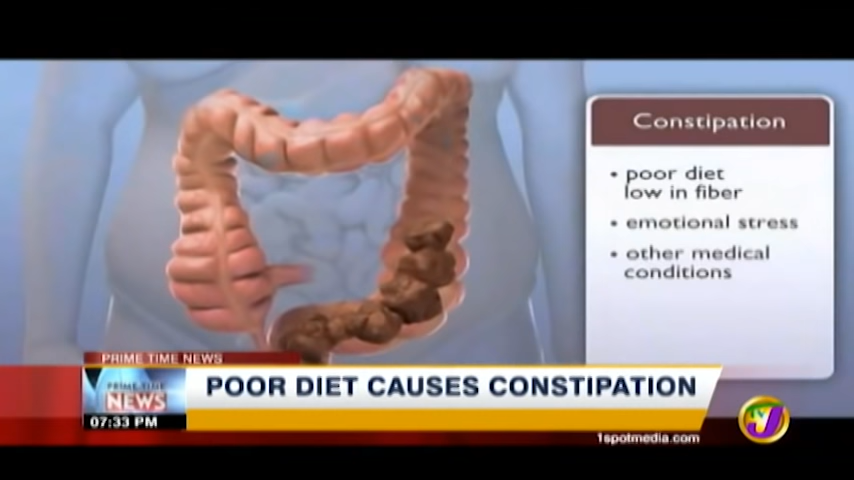 Constipation
• poor diet
low in fiber
• emotional stress
• other medical
conditions
PRIME TIME NEWS
PRIME TIME
NEWS
POOR DIET CAUSES CONSTIPATION
07:33 PM
1spotmedia.com
TVJ